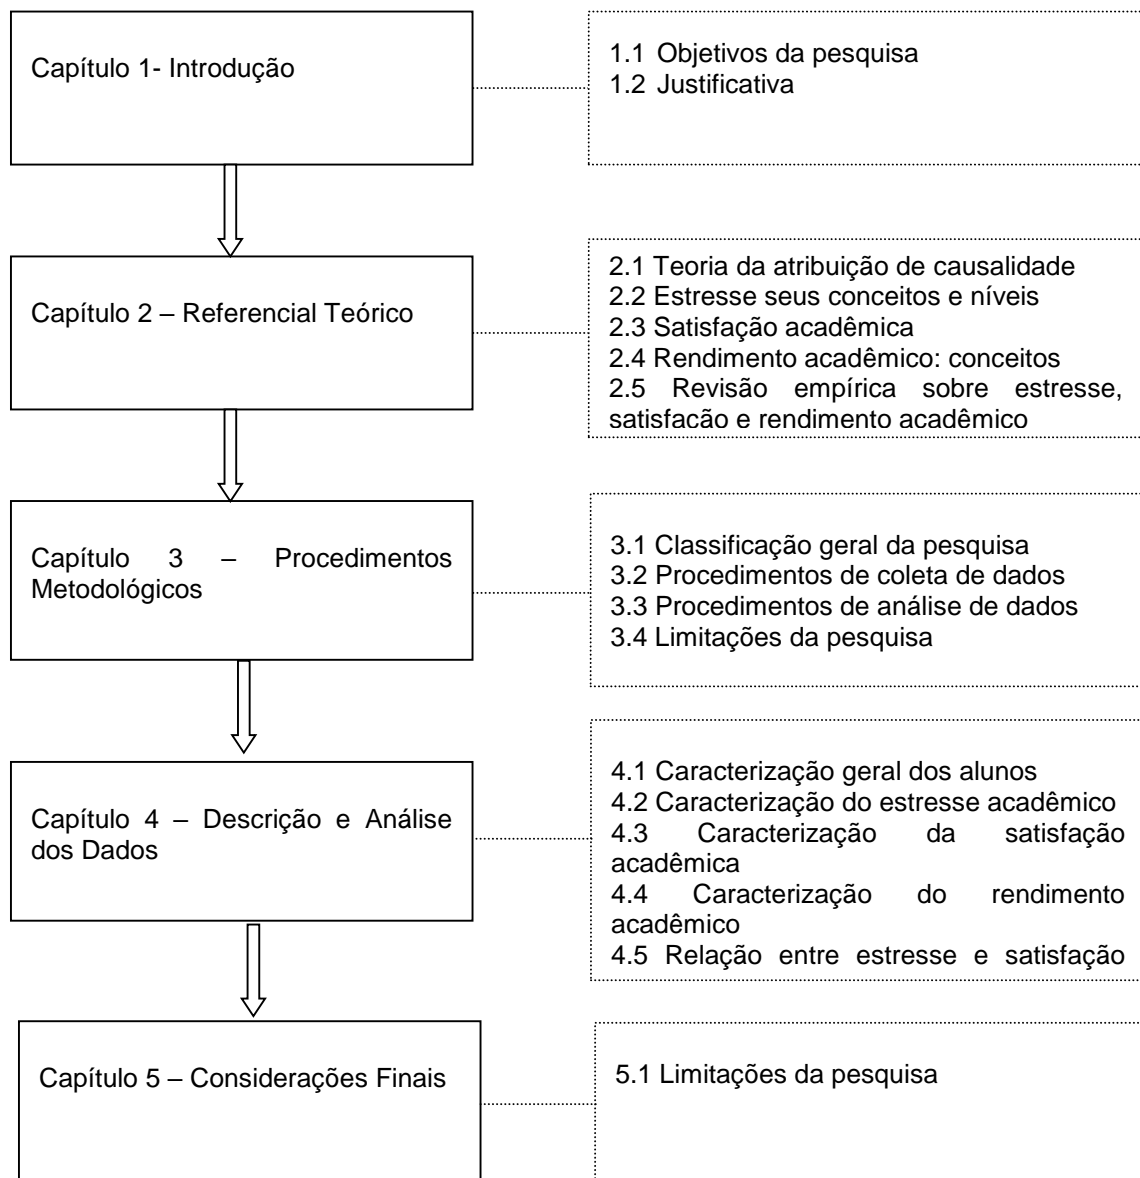 Capítulo 1- Introdução
1.1 Objetivos da pesquisa
1.2 Justificativa
Capítulo 2 – Referencial Teórico
2.1 Teoria da atribuição de causalidade
2.2 Estresse seus conceitos e níveis
2.3 Satisfação acadêmica
2.4 Rendimento acadêmico: conceitos
2.5 Revisão empírica sobre estresse,
satisfação e rendimento acadêmico
Capítulo 3 – Procedimentos
Metodológicos
3.1 Classificação geral da pesquisa
3.2 Procedimentos de coleta de dados
3.3 Procedimentos de análise de dados
3.4 Limitações da pesquisa
Capítulo 4 – Descrição e Análise
dos Dados
4.1 Caracterização geral dos alunos
4.2 Caracterização do estresse acadêmico
4.3 Caracterização da satisfação
acadêmica
4.4 Caracterização do rendimento
acadêmico
4.5 Relação entre estresse e satisfação
Capítulo 5 – Considerações Finais
5.1 Limitações da pesquisa